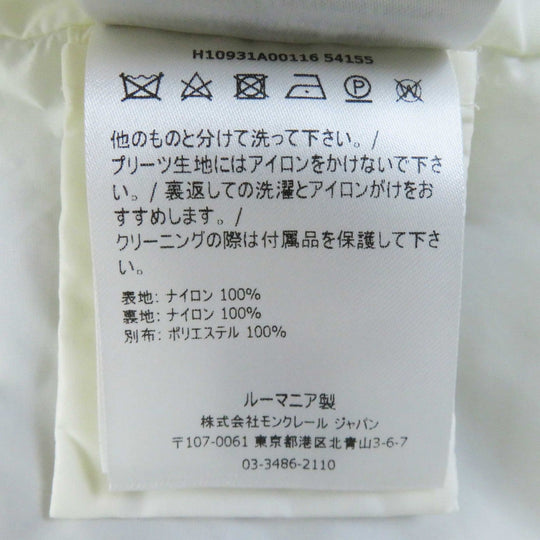 H10931A00116 54155
他のものと分けて洗って下さい。/
プリーツ生地にはアイロンをかけないで下さ
い。/ 裏返しての洗濯とアイロンがけをお
すすめします。/
クリーニングの際は付属品を保護して下さ
い。
表地: ナイロン 100%
裏地: ナイロン 100%
別布: ポリエステル 100%
ルーマニア製
株式会社モンクレール ジャパン
〒107-0061 東京都港区北青山3-6-7
03-3486-2110